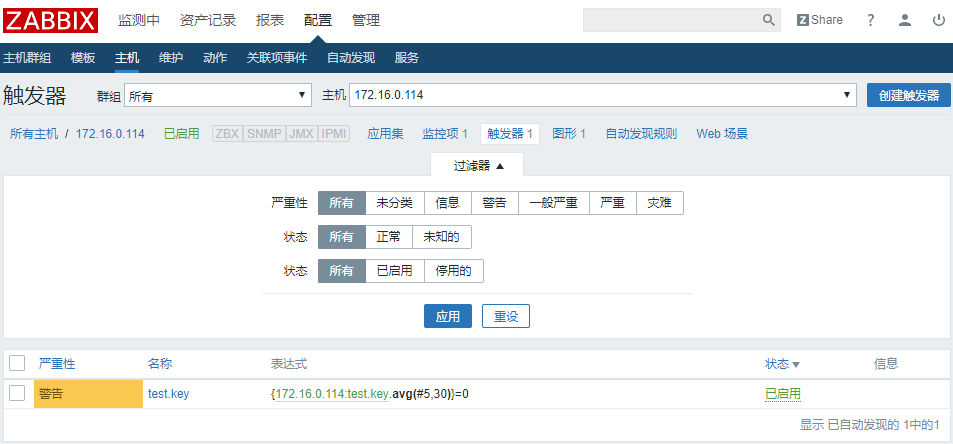 ZABBIX 监测中 资产记录 报表 配置 管理 Z Share ?
主机群组 模板 主机 维护 动作 关联项事件 自动发现 服务
触发器 群组 所有 主机 172.16.0.114 创建触发器
所有主机 / 172.16.0.114 已启用 ZBX SNMP JMX IPMI 应用集 监控项 1 触发器 1 图形 1 自动发现规则 Web 场景
过滤器
严重性 所有 未分类 信息 警告 一般严重 严重 灾难
状态 所有 正常 未知的
状态 所有 已启用 停用的
应用 重设
严重性 名称 表达式 状态 信息
警告 test.key {172.16.0.114:test.key.avg(#5,30)}=0 已启用
显示 已自动发现的 1中的1